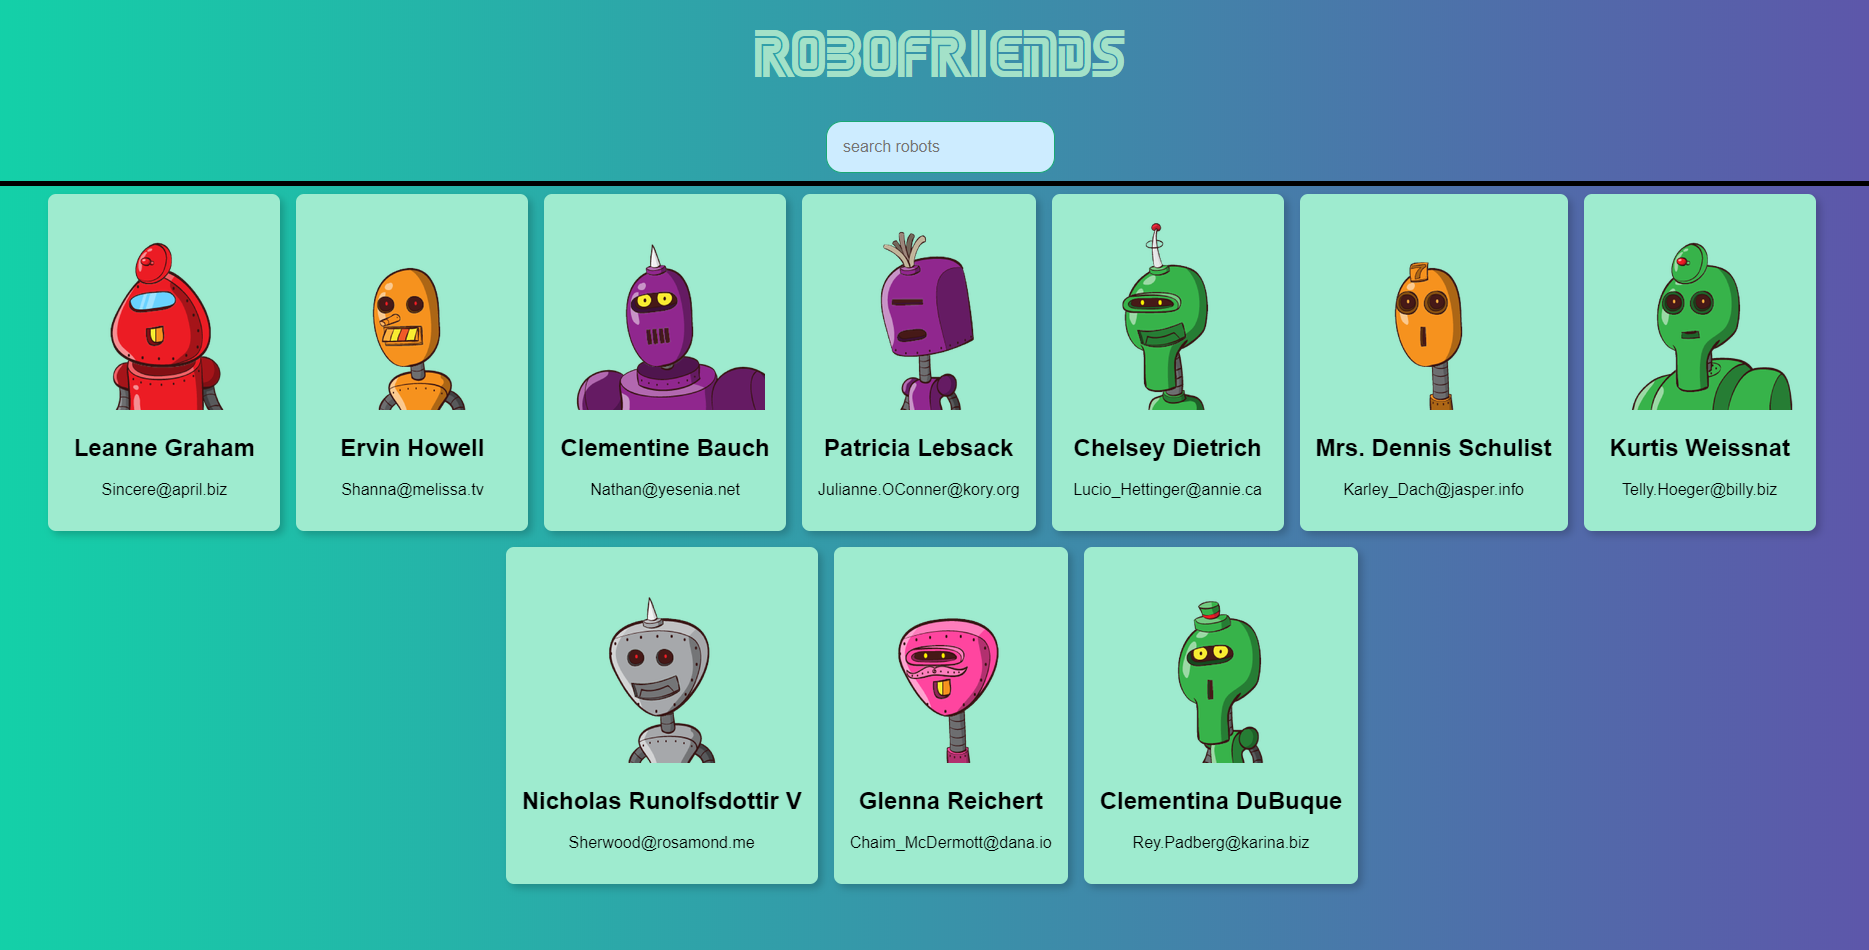 ROBOFRIENDS
search robots
7
Leanne Graham
Sincere@april.biz
Ervin Howell
Shanna@melissa.tv
Clementine Bauch
Nathan@yesenia.net
Patricia Lebsack
Julianne.OConner@kory.org
Chelsey Dietrich
Lucio_Hettinger@annie.ca
Mrs. Dennis Schulist
Karley_Dach@jasper.info
Kurtis Weissnat
Telly.Hoeger@billy.biz
Nicholas Runolfsdottir V
Sherwood@rosamond.me
Glenna Reichert
Chaim_McDermott@dana.io
Clementina DuBuque
Rey.Padberg@karina.biz